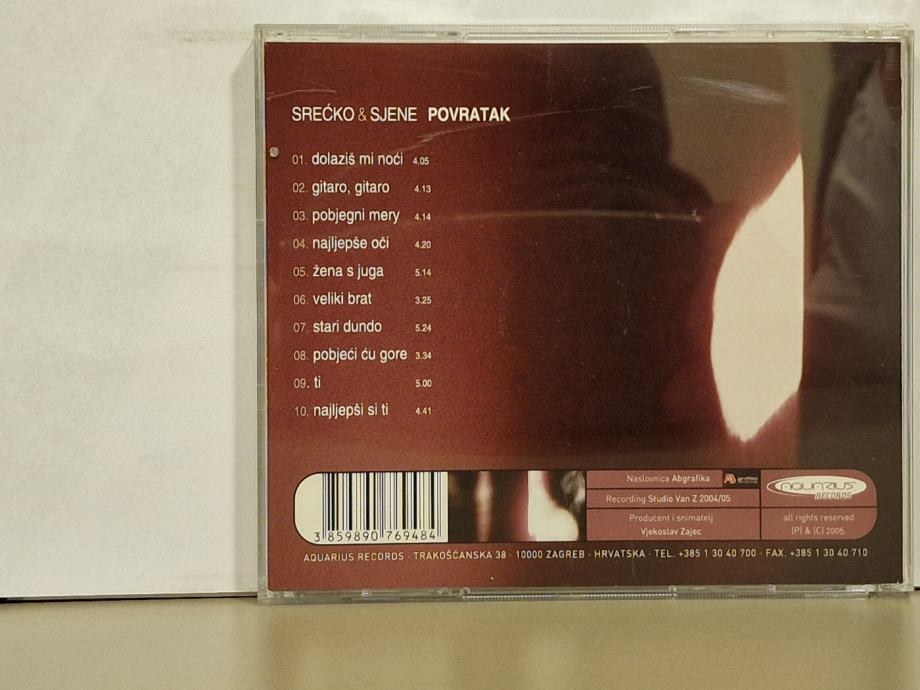 SREĆKO & SJENE POVRATAK
01. dolaziš mi noći 4.05
02. gitaro, gitaro 4.13
03. pobjegni mery 4.14
04. najljepše oči 4.20
05. žena s juga 5.14
06. veliki brat 3.25
07. stari dundo 5.24
08. pobjeći ću gore 3.34
09. ti 5.00
10. najljepši si ti 4.41
3 859890 769484
Naslovnica Abgrafika
Recording Studio Van Z 2004/05
Producent i snimatelj
Vjekoslav Zajec
AQUARIUS
RECORDS
all rights reserved
(P) & (C) 2005.
AQUARIUS RECORDS · TRAKOŠĆANSKA 38 · 10000 ZAGREB · HRVATSKA · TEL. +385 1 30 40 700 · FAX. +385 1 30 40 710